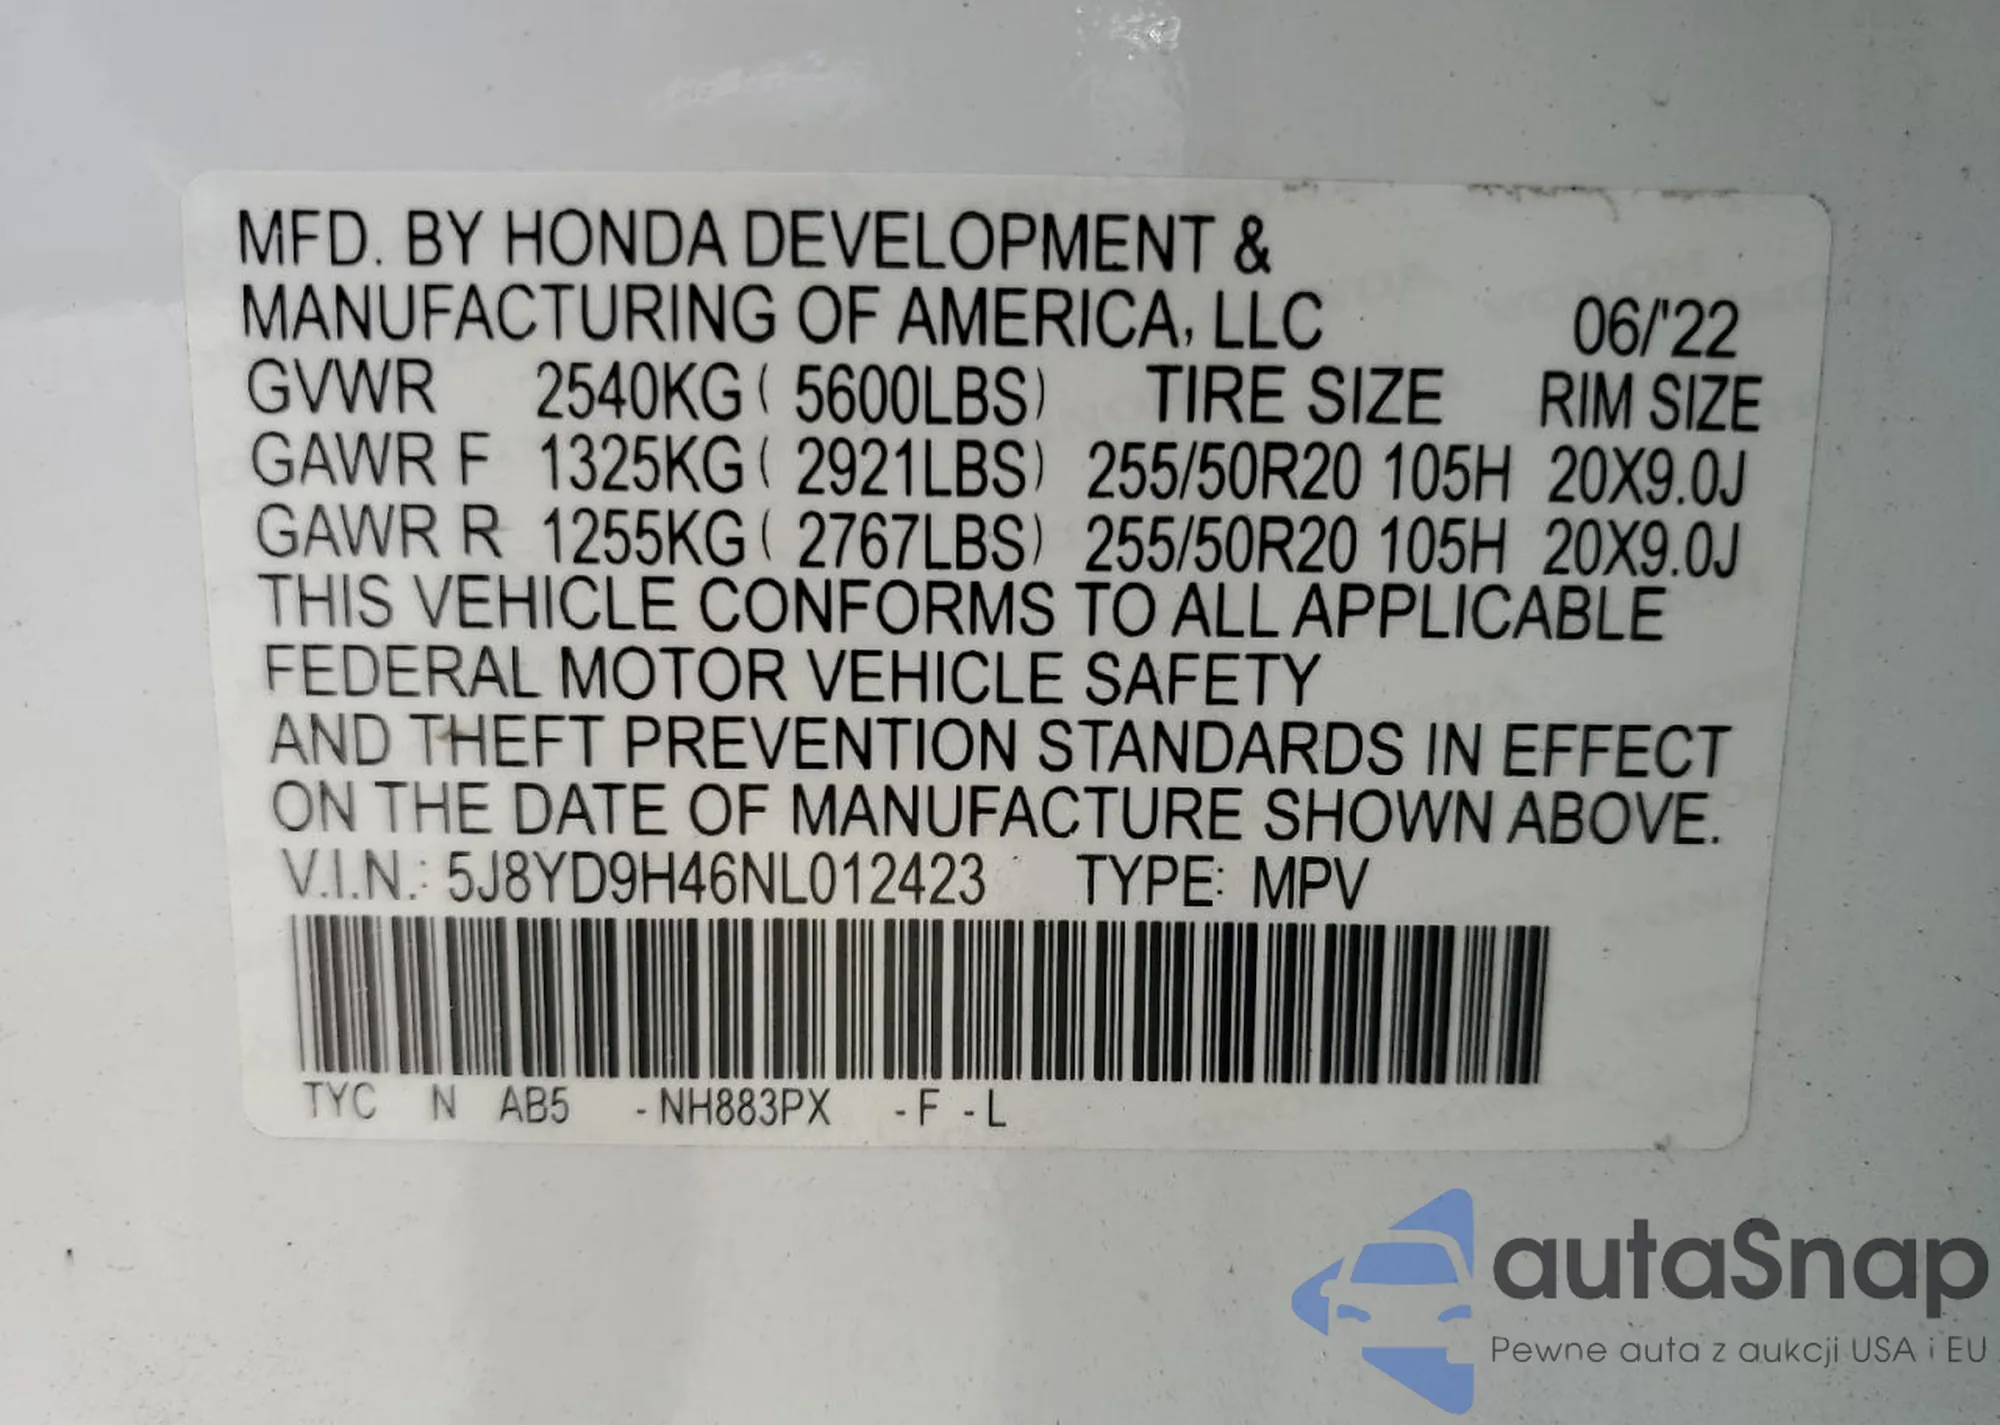 MFD. BY HONDA DEVELOPMENT &
MANUFACTURING OF AMERICA, LLC 06/'22
GVWR 2540KG ( 5600LBS) TIRE SIZE RIM SIZE
GAWR F 1325KG ( 2921LBS) 255/50R20 105H 20X9.0J
GAWR R 1255KG ( 2767LBS) 255/50R20 105H 20X9.0J
THIS VEHICLE CONFORMS TO ALL APPLICABLE
FEDERAL MOTOR VEHICLE SAFETY
AND THEFT PREVENTION STANDARDS IN EFFECT
ON THE DATE OF MANUFACTURE SHOWN ABOVE.
V.I.N.: 5J8YD9H46NL012423 TYPE: MPV
TYC N AB5 - NH883PX - F - L
autaSnap
Pewne auta z aukcji USA i EU